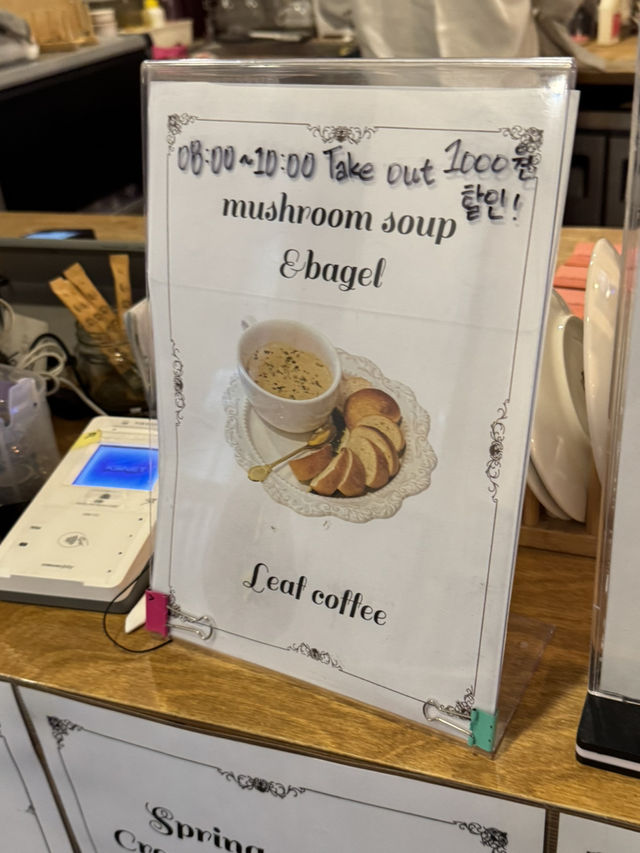 08:00~10:00 Take out 1000원
할인!
mushroom soup
&bagel
Leaf coffee
Spring